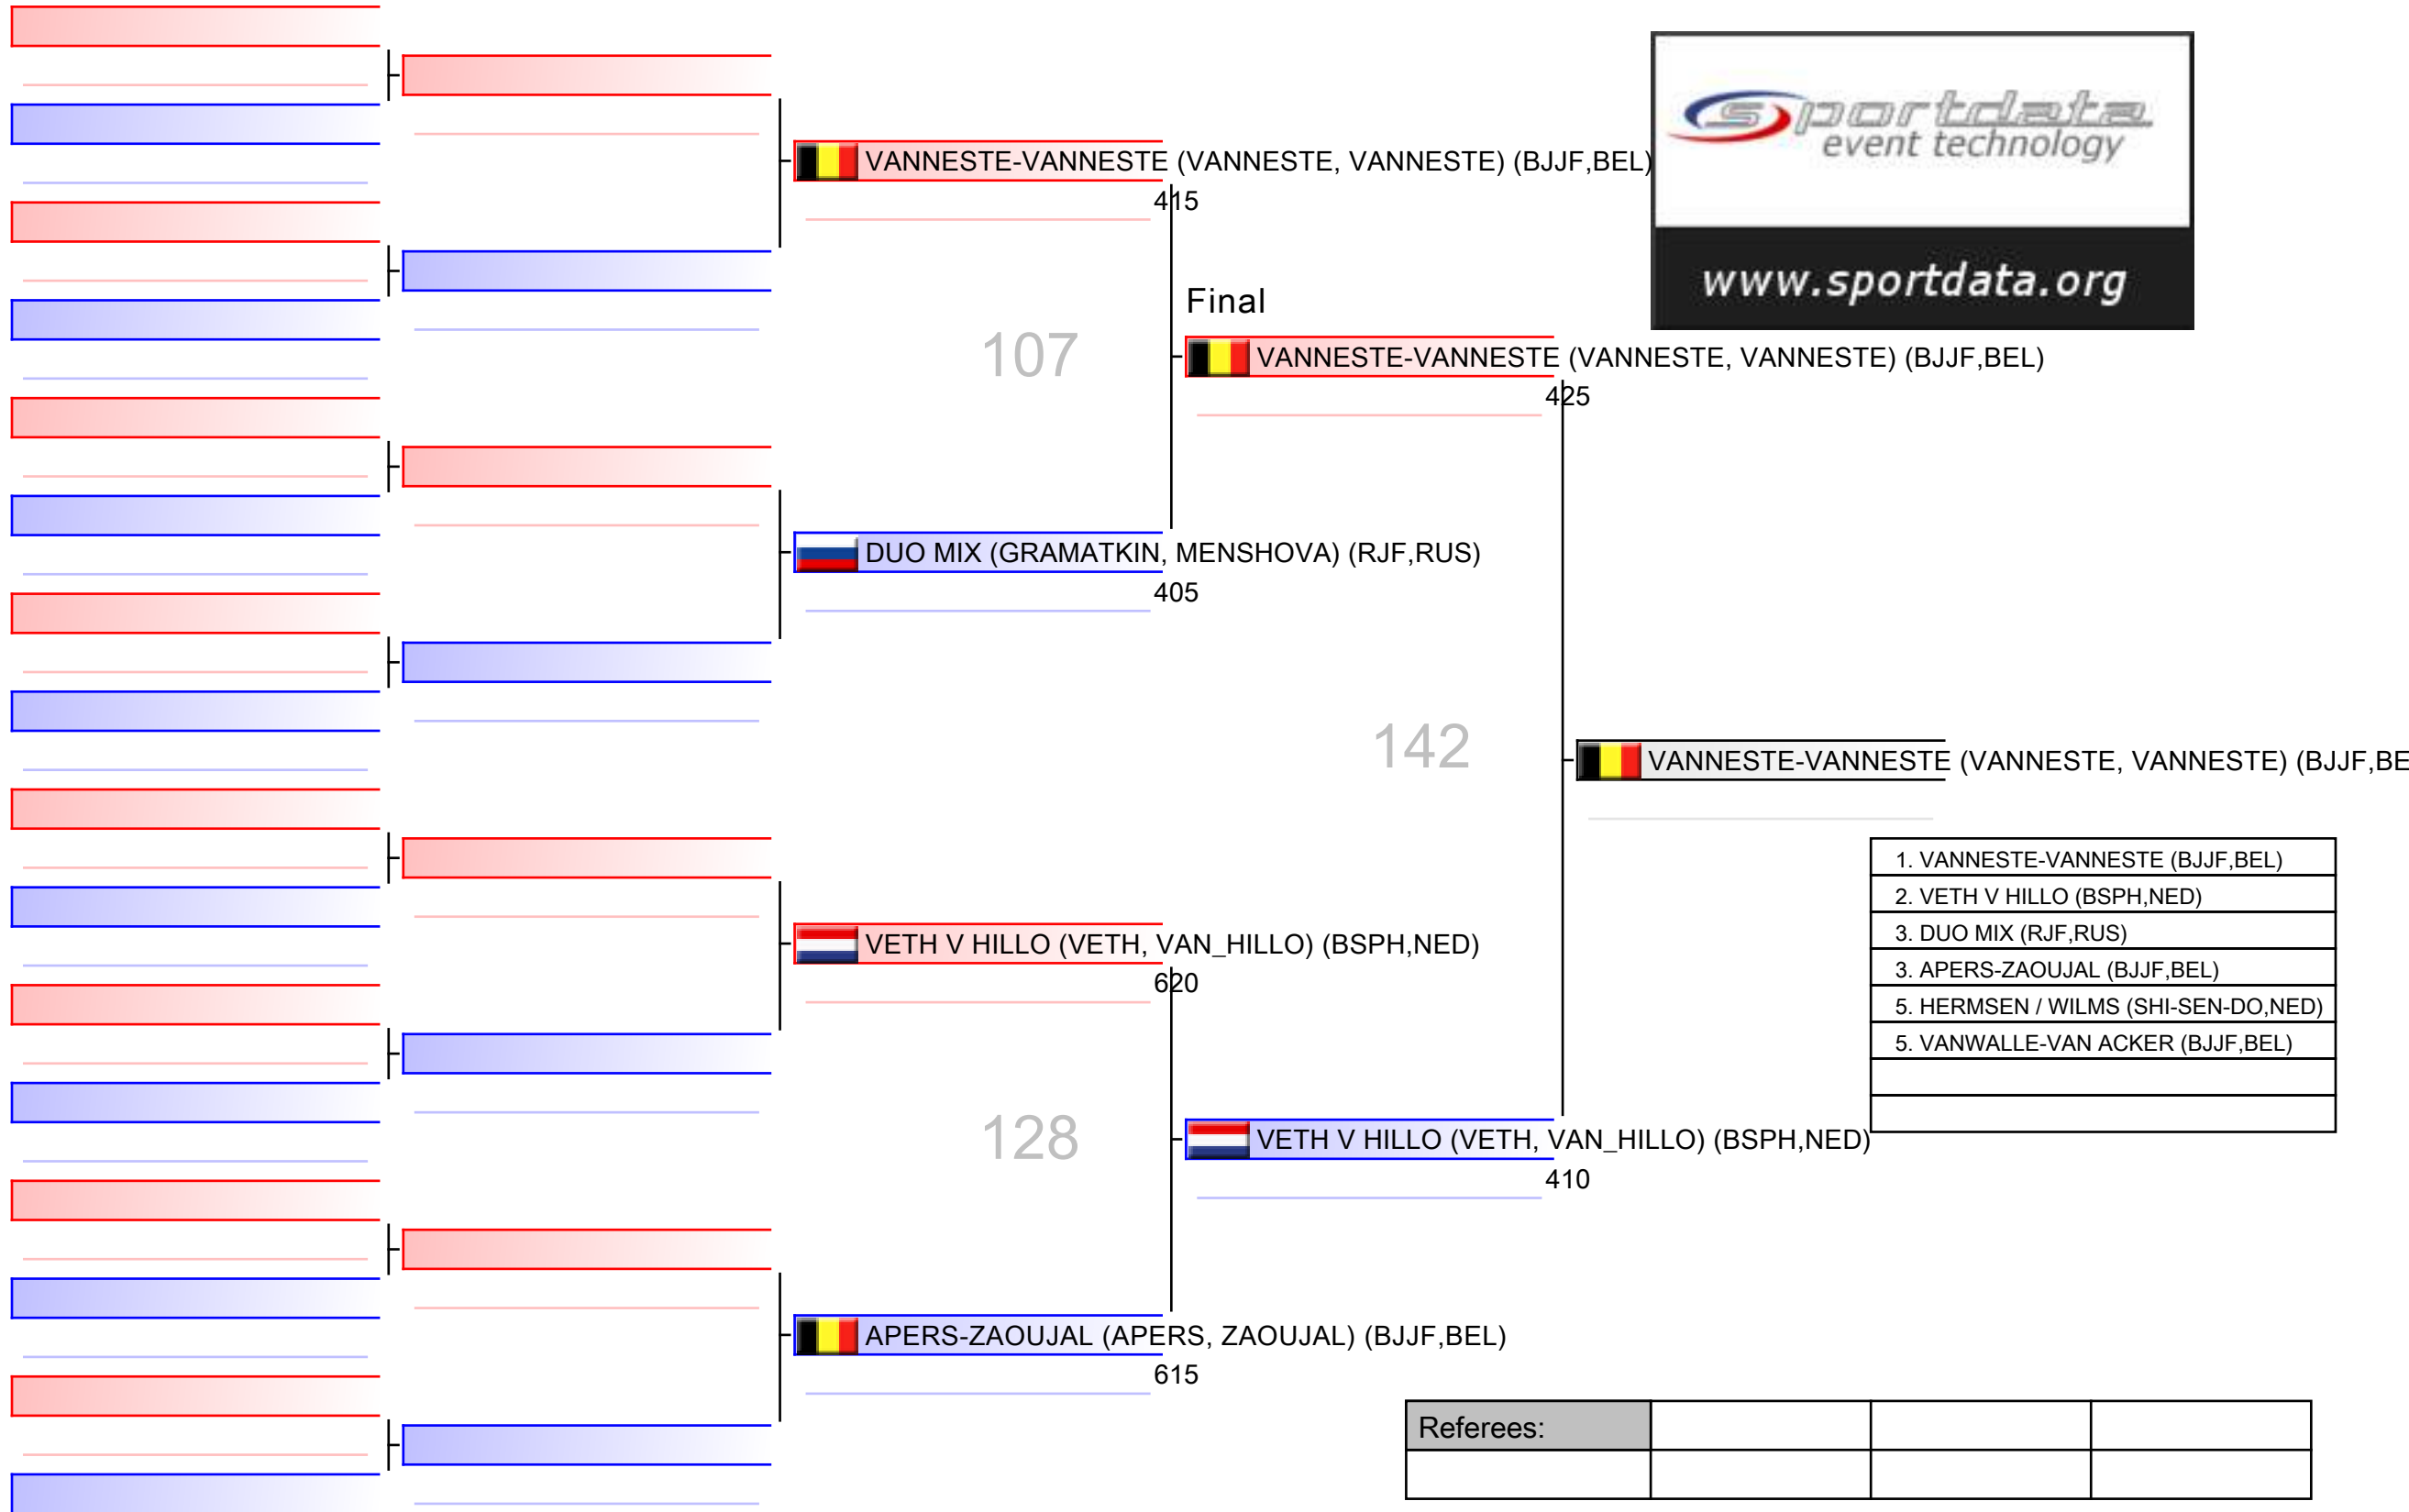 sportdata
event technology
www.sportdata.org
VANNESTE-VANNESTE (VANNESTE, VANNESTE) (BJJF,BEL)
415
Final
107
VANNESTE-VANNESTE (VANNESTE, VANNESTE) (BJJF,BEL)
425
DUO MIX (GRAMATKIN, MENSHOVA) (RJF,RUS)
405
142
VANNESTE-VANNESTE (VANNESTE, VANNESTE) (BJJF,BE
1. VANNESTE-VANNESTE (BJJF,BEL)
2. VETH V HILLO (BSPH,NED)
3. DUO MIX (RJF,RUS)
3. APERS-ZAOUJAL (BJJF,BEL)
5. HERMSEN / WILMS (SHI-SEN-DO,NED)
5. VANWALLE-VAN ACKER (BJJF,BEL)
VETH V HILLO (VETH, VAN_HILLO) (BSPH,NED)
620
128
VETH V HILLO (VETH, VAN_HILLO) (BSPH,NED)
410
APERS-ZAOUJAL (APERS, ZAOUJAL) (BJJF,BEL)
615
Referees: